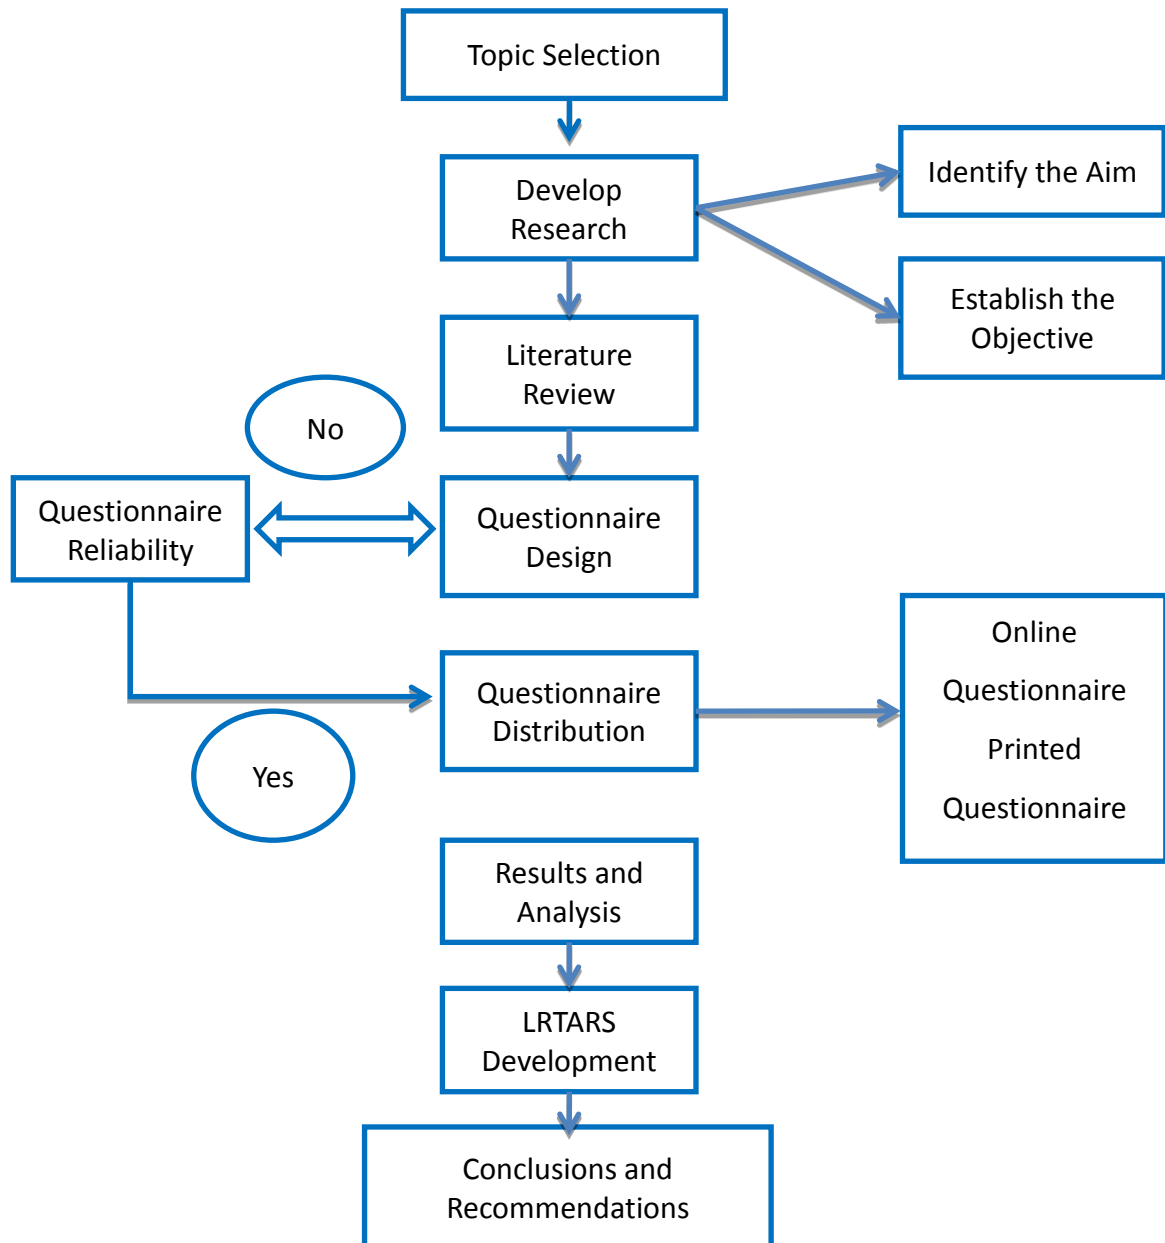 Topic Selection
Develop
Research
Identify the Aim
Establish the
Objective
Literature
Review
No
Questionnaire
Reliability
Questionnaire
Design
Questionnaire
Distribution
Yes
Online
Questionnaire
Printed
Questionnaire
Results and
Analysis
LRTARS
Development
Conclusions and
Recommendations